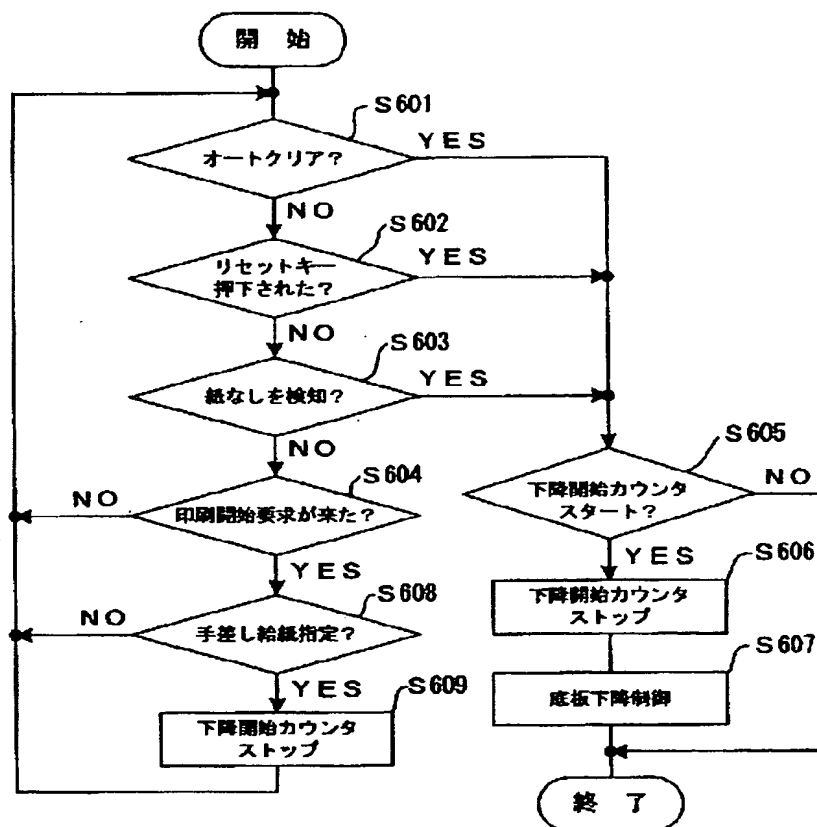 開 始
S601
オートクリア?
YES
NO
S602
リセットキー
押下された?
YES
NO
S603
紙なしを検知?
YES
NO
S604
印刷開始要求が来た?
NO
YES
S608
手差し給紙指定?
NO
YES
S609
下降開始カウンタ
ストップ
S605
下降開始カウンタ
スタート?
NO
YES
S606
下降開始カウンタ
ストップ
S607
底板下降制御
終 了